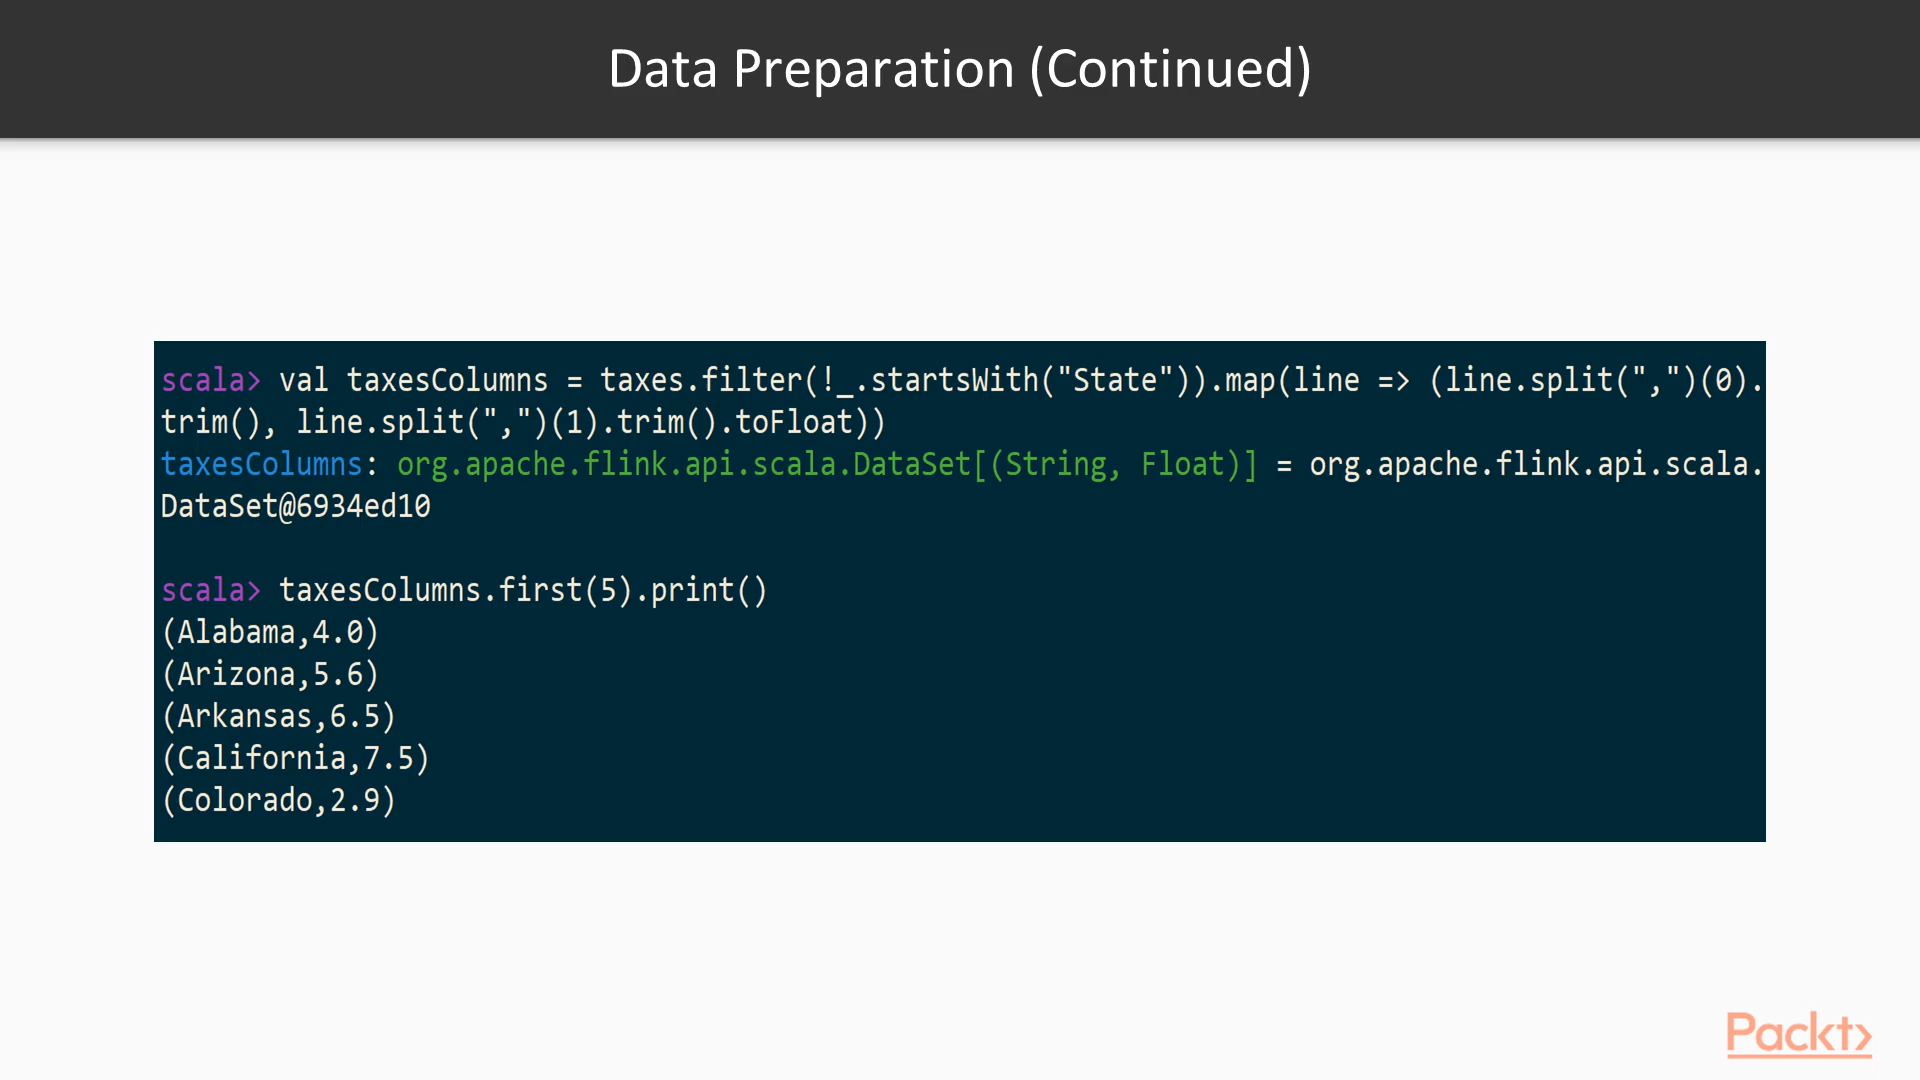 Data Preparation (Continued)
scala> val taxesColumns = taxes.filter(!_.startsWith("State")).map(line => (line.split(",")(0).
trim(), line.split(",")(1).trim().toFloat))
taxesColumns: org.apache.flink.api.scala.DataSet[(String, Float)] = org.apache.flink.api.scala.
DataSet@6934ed10
scala> taxesColumns.first(5).print()
(Alabama,4.0)
(Arizona,5.6)
(Arkansas,6.5)
(California,7.5)
(Colorado,2.9)
Packt>